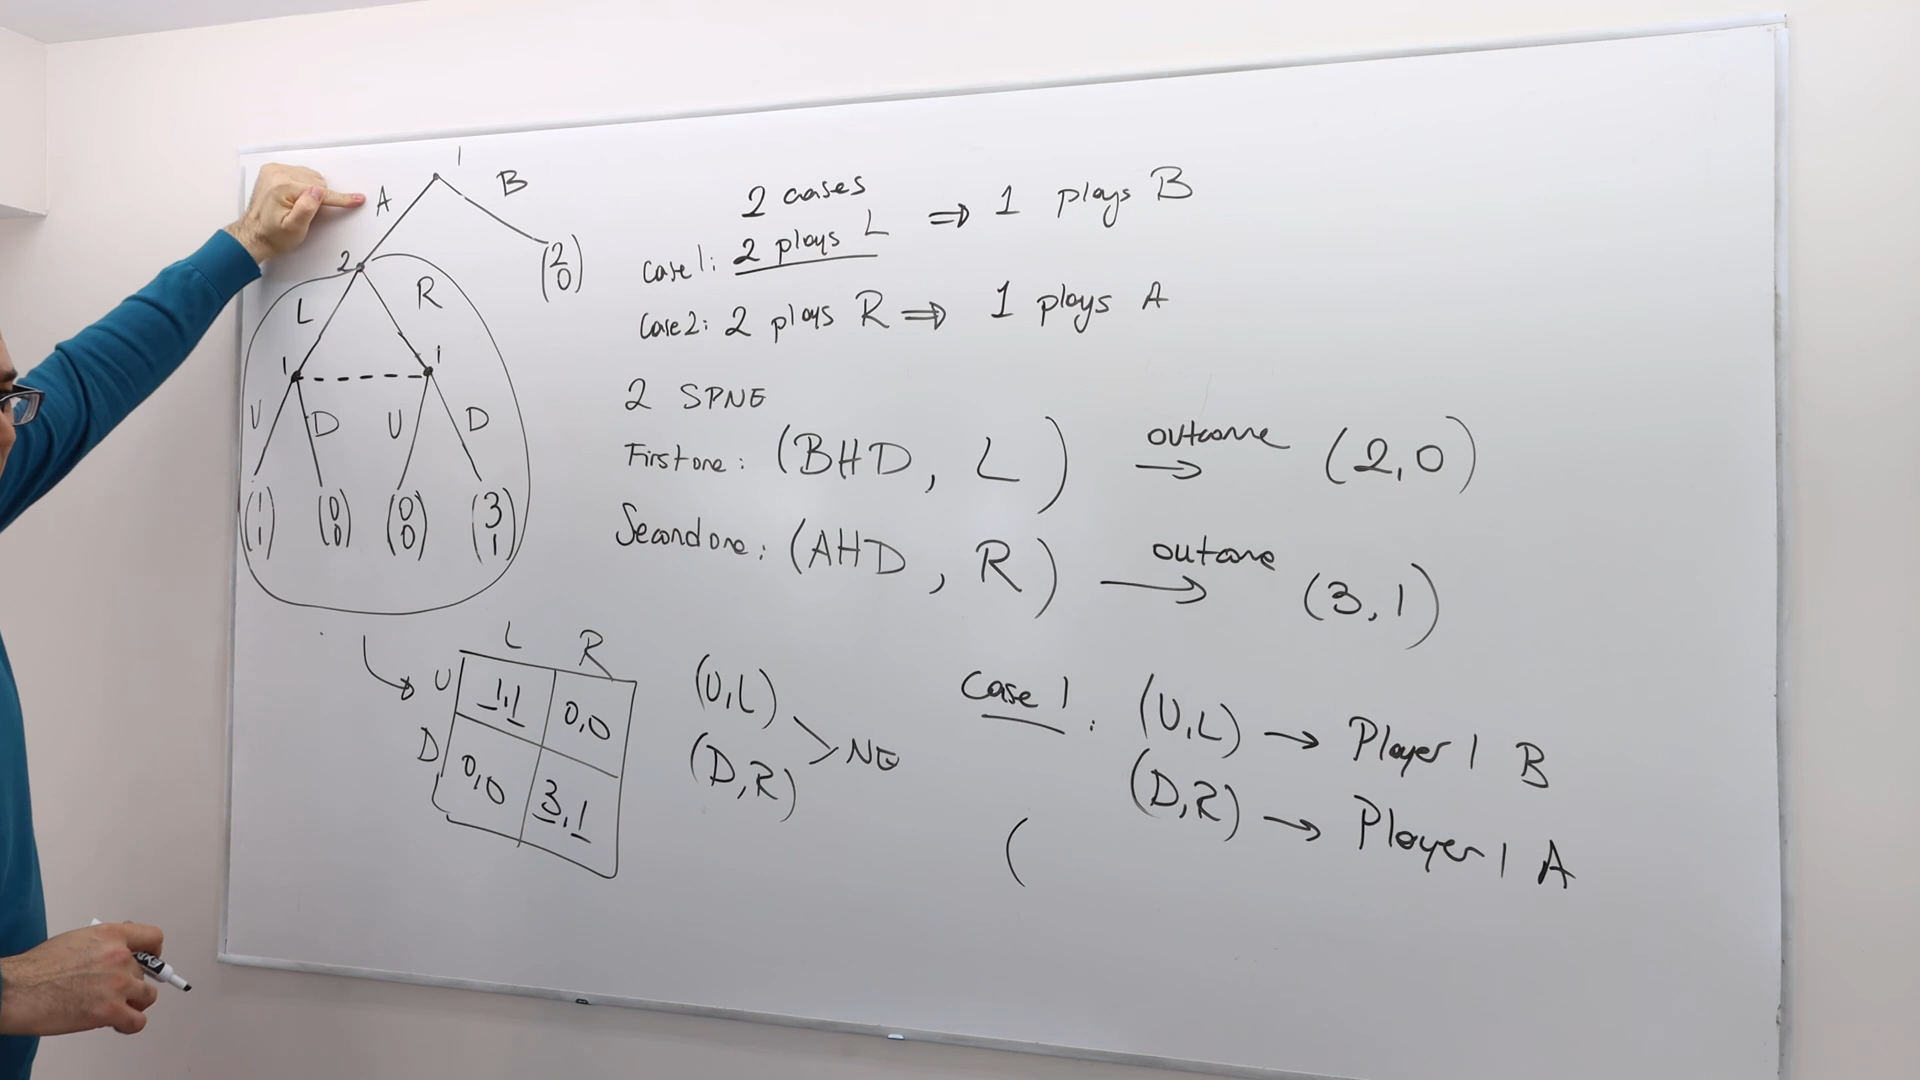 1
A B
2 (2 0)
L R
1 1
U D U D
(1 1) (0 0) (0 0) (3 1)
2 cases
Case 1: 2 plays L ⇒ 1 plays B
Case 2: 2 plays R ⇒ 1 plays A
2 SPNE
First one: (BHD, L) → outcome (2,0)
Second one: (AHD, R) → outcome (3,1)
L R
U 1,1 0,0
D 0,0 3,1
(U,L)
(D,R) NE
Case 1: (U,L) → Player 1 B
(D,R) → Player 1 A
(
EXPO